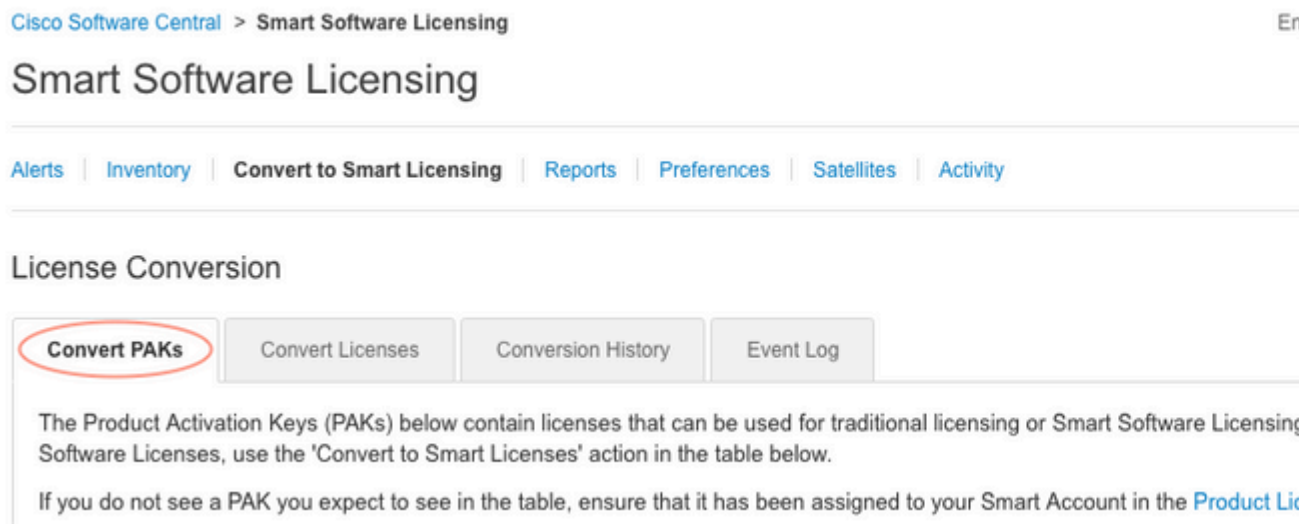 Cisco Software Central > Smart Software Licensing
Smart Software Licensing
Alerts | Inventory | Convert to Smart Licensing | Reports | Preferences | Satellites | Activity
License Conversion
Convert PAKs Convert Licenses Conversion History Event Log
The Product Activation Keys (PAKs) below contain licenses that can be used for traditional licensing or Smart Software Licensing
Software Licenses, use the 'Convert to Smart Licenses' action in the table below.
If you do not see a PAK you expect to see in the table, ensure that it has been assigned to your Smart Account in the Product